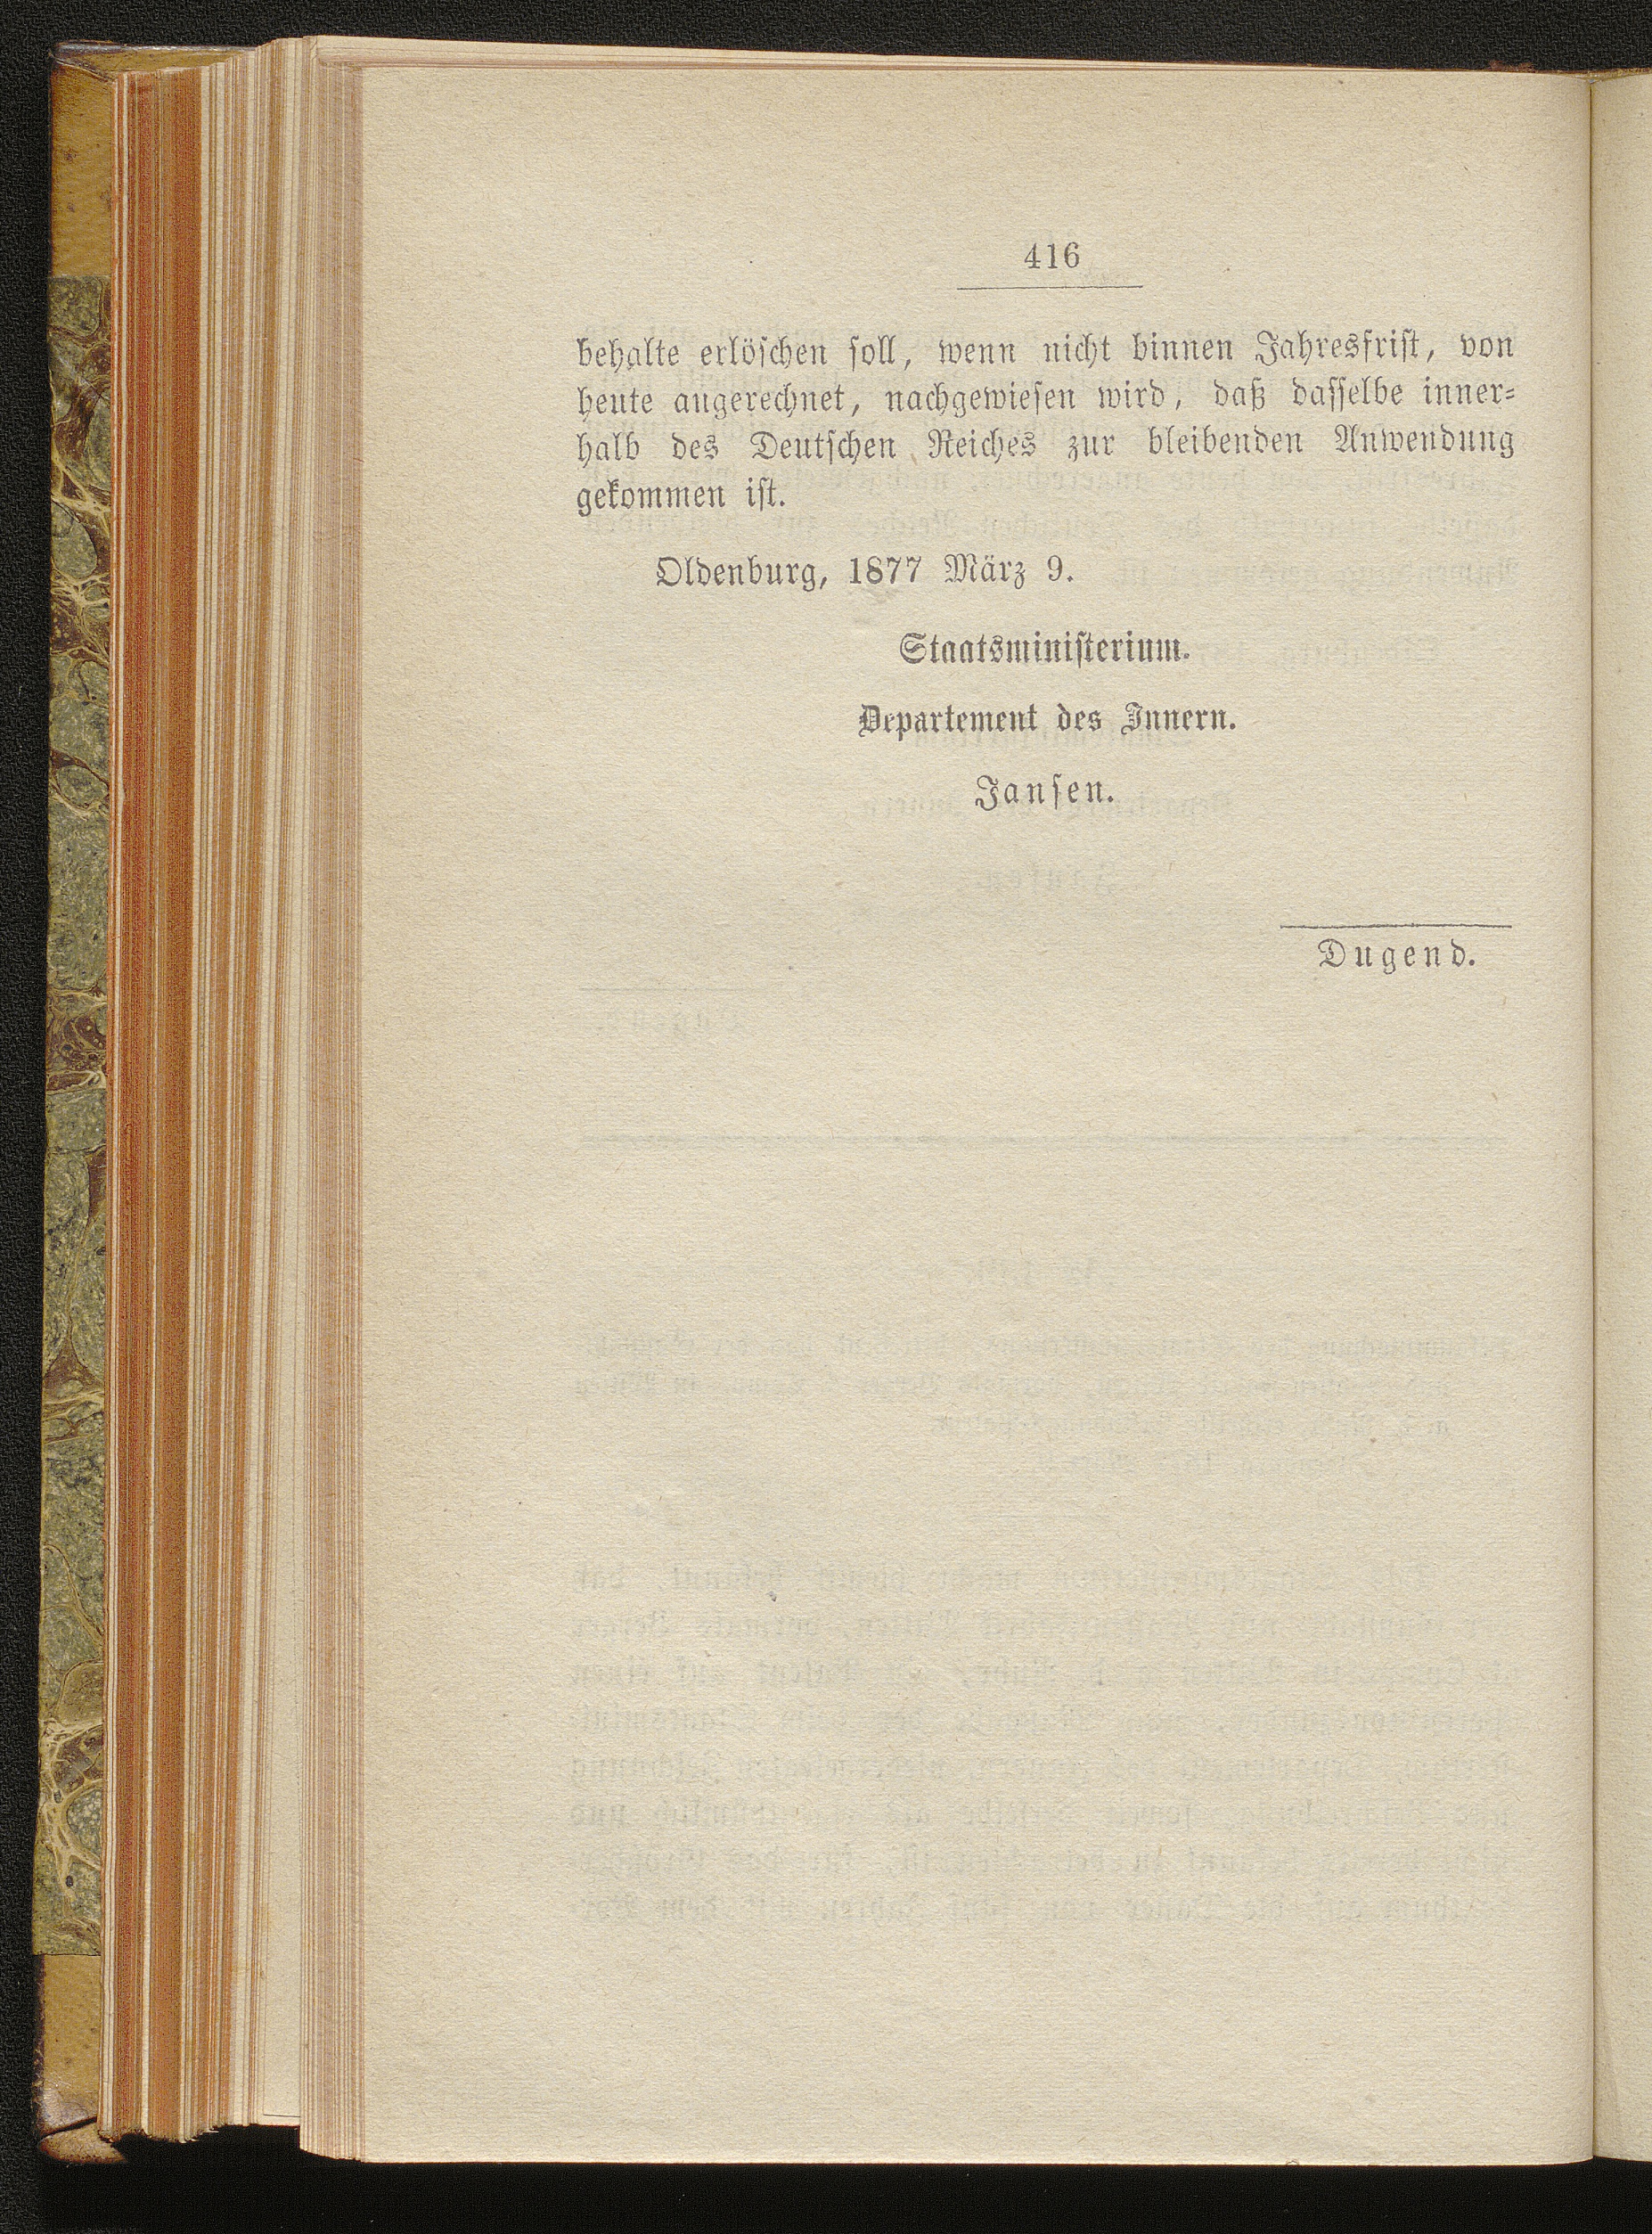 416
behalte erlöschen soll, wenn nicht binnen Jahresfrist, von
heute angerechnet, nachgewiesen wird, daß dasselbe inner-
halb des Deutschen Reiches zur bleibenden Anwendung
gekommen ist.
Oldenburg, 1877 März 9.
Staatsministerium.
Departement des Innern.
Jansen.
Dugend.